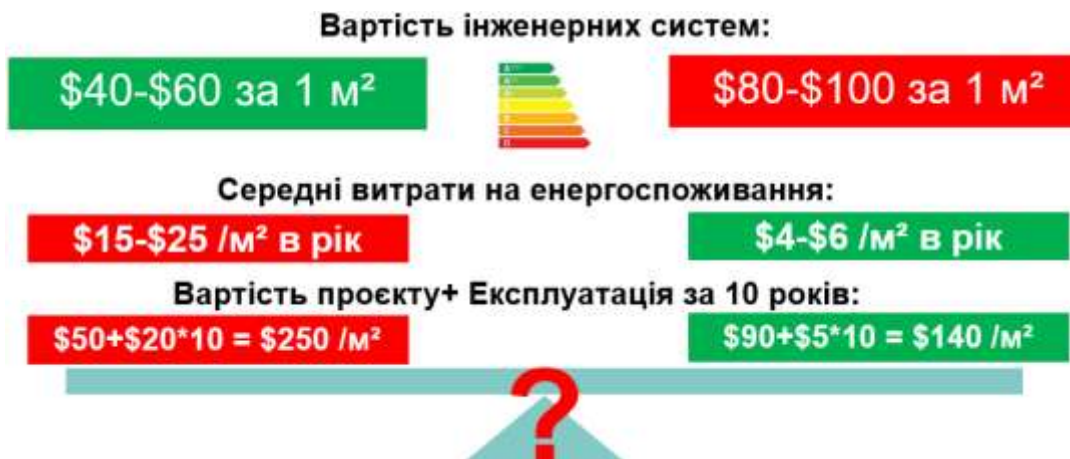 Вартість інженерних систем:
$40-$60 за 1 м²
$80-$100 за 1 м²
Середні витрати на енергоспоживання:
$15-$25 /м² в рік
$4-$6 /м² в рік
Вартість проєкту+ Експлуатація за 10 років:
$50+$20*10 = $250 /м²
$90+$5*10 = $140 /м²
?